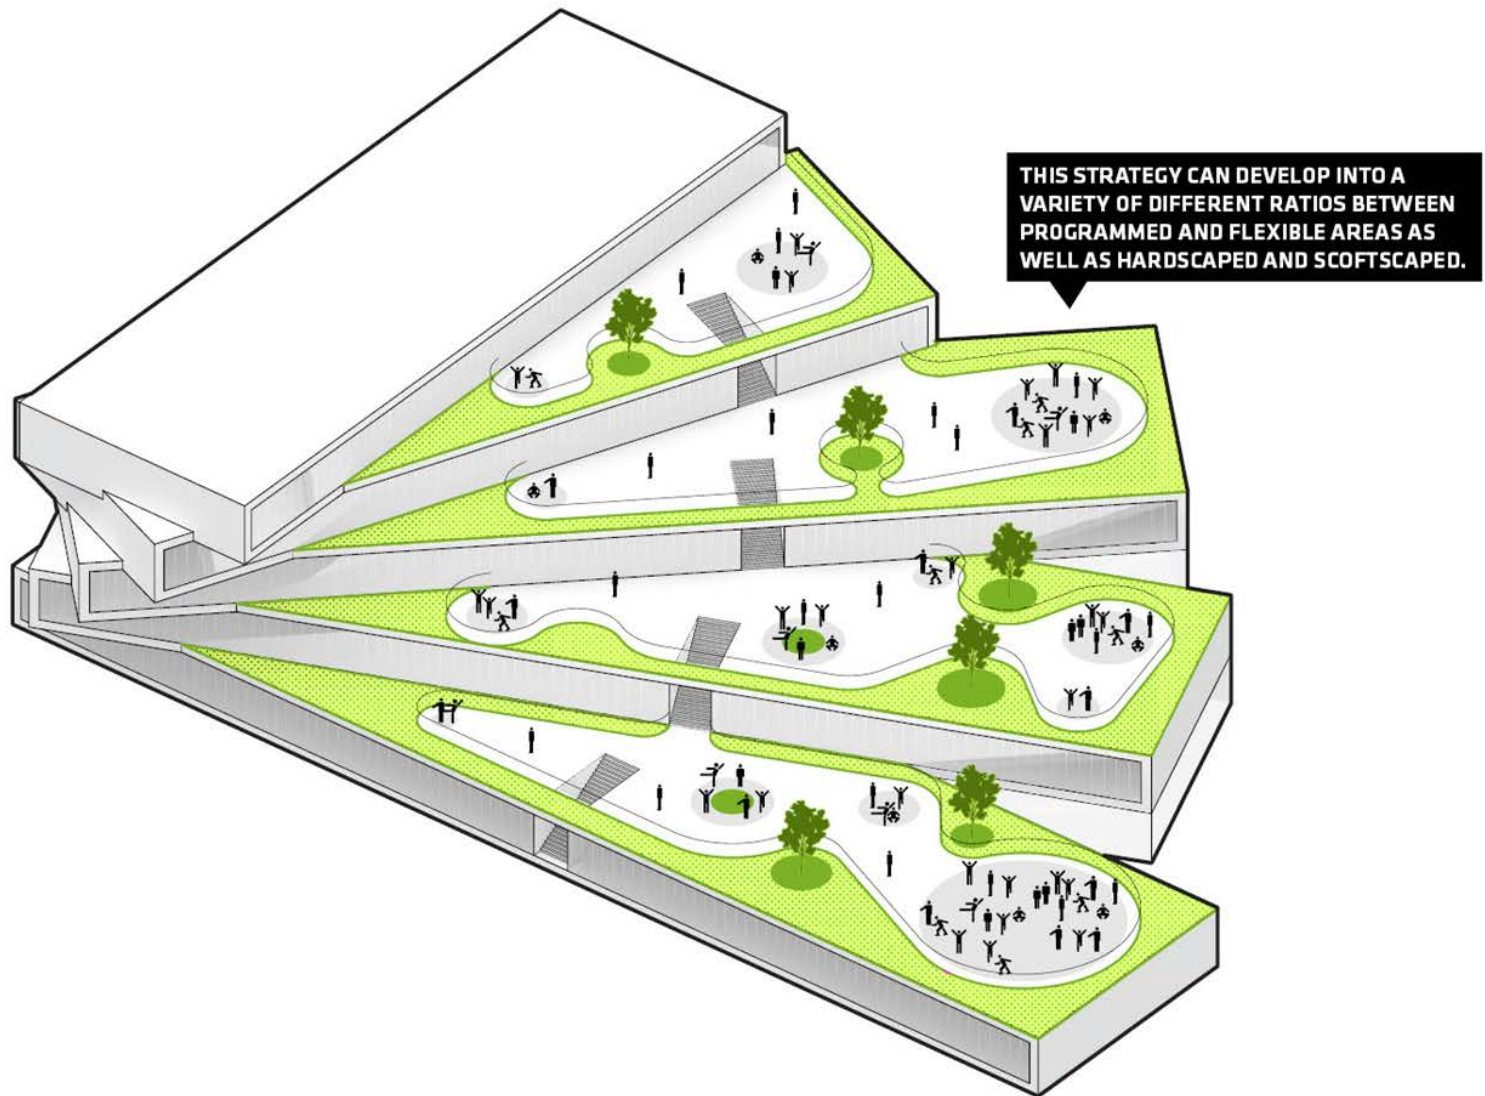 THIS STRATEGY CAN DEVELOP INTO A
VARIETY OF DIFFERENT RATIOS BETWEEN
PROGRAMMED AND FLEXIBLE AREAS AS
WELL AS HARDSCAPED AND SCOFTSCAPED.